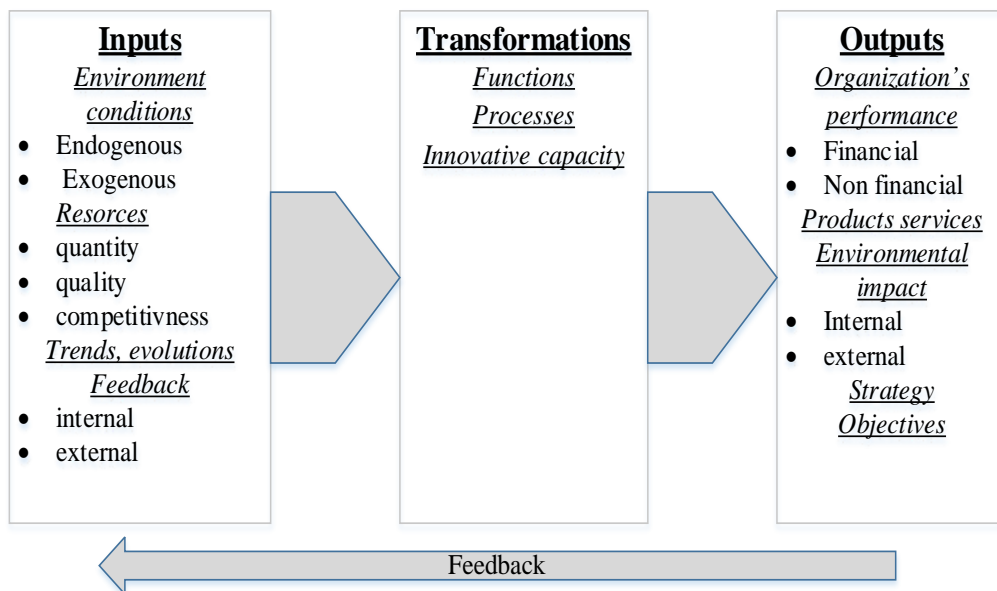 Inputs
Environment
conditions
• Endogenous
• Exogenous
Resorces
• quantity
• quality
• competitivness
Trends, evolutions
Feedback
• internal
• external
Transformations
Functions
Processes
Innovative capacity
Outputs
Organization’s
performance
• Financial
• Non financial
Products services
Environmental
impact
• Internal
• external
Strategy
Objectives
Feedback